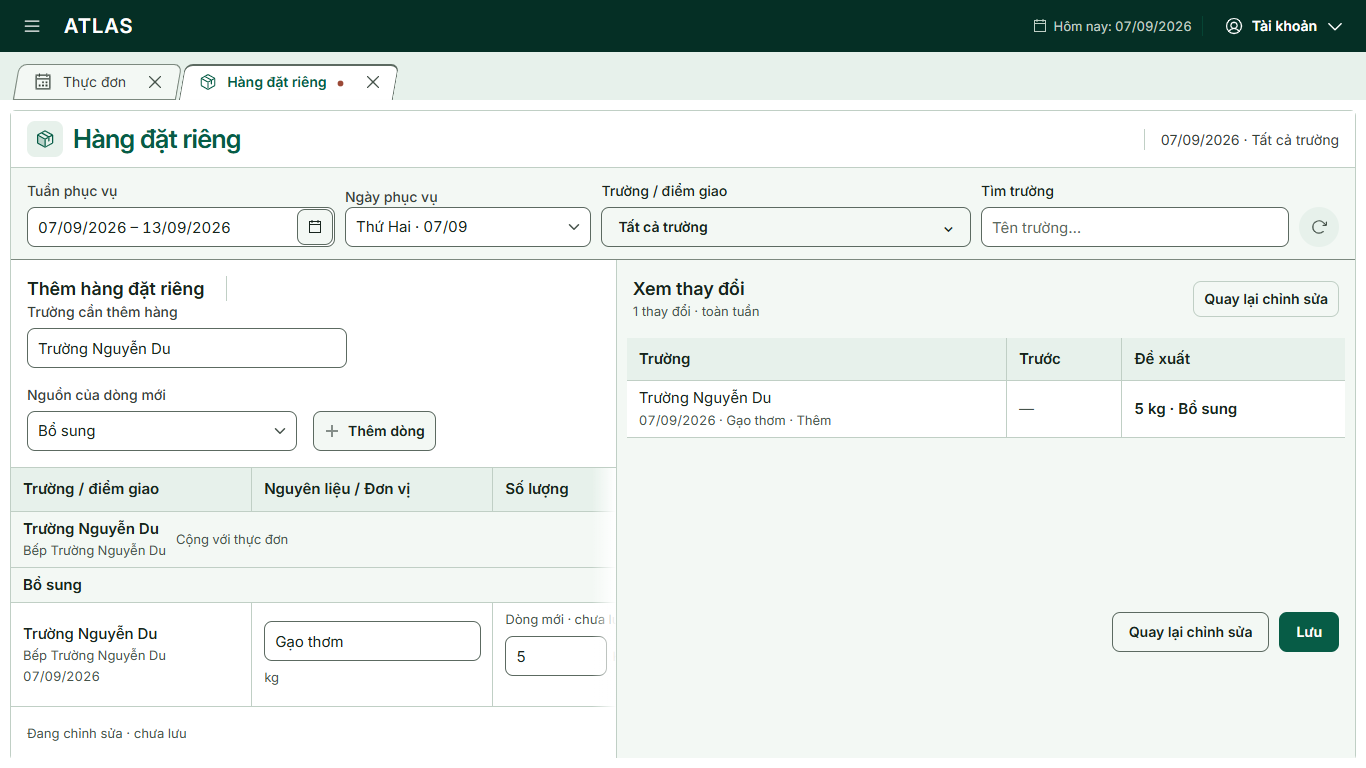 ATLAS
Hôm nay: 07/09/2026
Tài khoản
Thực đơn
Hàng đặt riêng
Hàng đặt riêng
07/09/2026 · Tất cả trường
Tuần phục vụ
07/09/2026 – 13/09/2026
Ngày phục vụ
Thứ Hai · 07/09
Trường / điểm giao
Tất cả trường
Tìm trường
Tên trường...
Thêm hàng đặt riêng
Trường cần thêm hàng
Trường Nguyễn Du
Nguồn của dòng mới
Bổ sung
Thêm dòng
Trường / điểm giao
Nguyên liệu / Đơn vị
Số lượng
Trường Nguyễn Du
Bếp Trường Nguyễn Du
Cộng với thực đơn
Bổ sung
Trường Nguyễn Du
Bếp Trường Nguyễn Du
07/09/2026
Gạo thơm
kg
Dòng mới · chưa
5
Đang chỉnh sửa · chưa lưu
Xem thay đổi
1 thay đổi · toàn tuần
Quay lại chỉnh sửa
Trường
Trước
Đề xuất
Trường Nguyễn Du
07/09/2026 · Gạo thơm · Thêm
—
5 kg · Bổ sung
Quay lại chỉnh sửa
Lưu